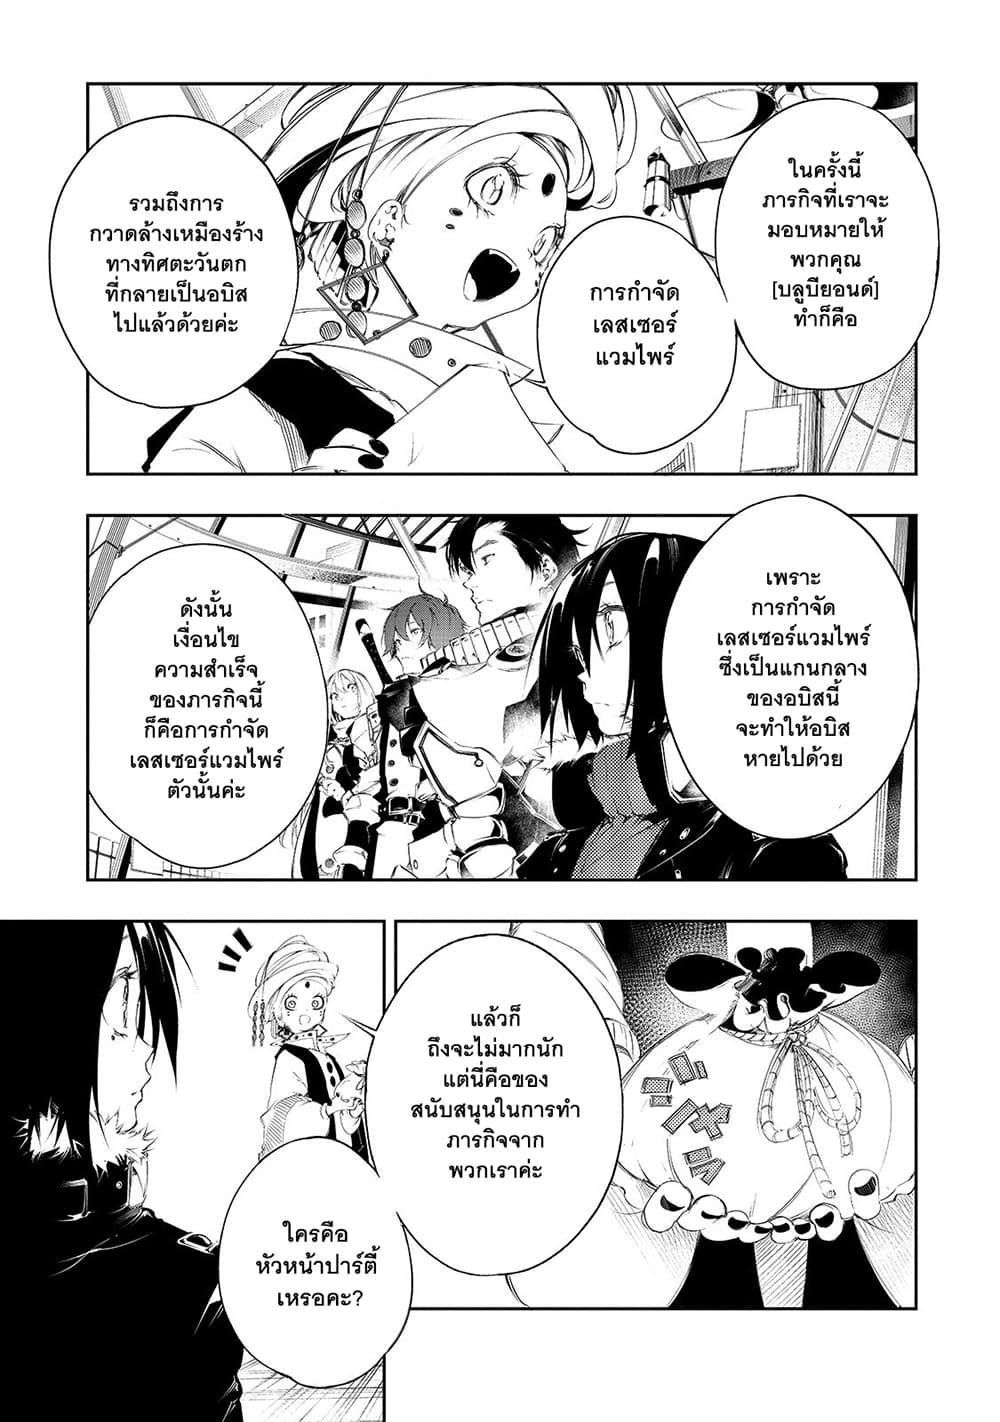 ในครั้งนี้
ภารกิจที่เราจะ
มอบหมายให้
พวกคุณ
[บลูบียอนด์]
ทำก็คือ
การกำจัด
เลสเซอร์
แวมไพร์
รวมถึงการ
กวาดล้างเหมืองร้าง
ทางทิศตะวันตก
ที่กลายเป็นอบิส
ไปแล้วด้วยค่ะ
เพราะ
การกำจัด
เลสเซอร์แวมไพร์
ซึ่งเป็นแกนกลาง
ของอบิสนี้
จะทำให้อบิส
หายไปด้วย
ดังนั้น
เงื่อนไข
ความสำเร็จ
ของภารกิจนี้
ก็คือการกำจัด
เลสเซอร์แวมไพร์
ตัวนั้นค่ะ
แล้วก็
ถึงจะไม่มากนัก
แต่นี่คือของ
สนับสนุนในการทำ
ภารกิจจาก
พวกเราค่ะ
ใครคือ
หัวหน้าปาร์ตี้
เหรอคะ?